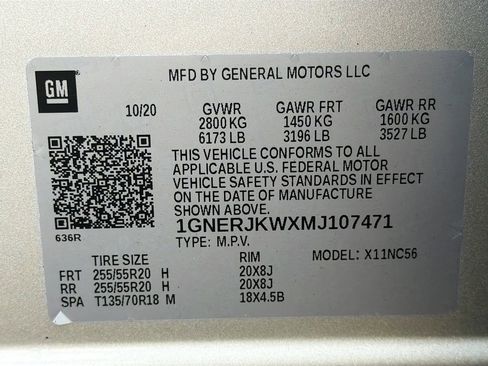 GM
MFD BY GENERAL MOTORS LLC
10/20 GVWR GAWR FRT GAWR RR
2800 KG 1450 KG 1600 KG
6173 LB 3196 LB 3527 LB
THIS VEHICLE CONFORMS TO ALL
APPLICABLE U.S. FEDERAL MOTOR
VEHICLE SAFETY STANDARDS IN EFFECT
ON THE DATE OF MANUFACTURE
SHOWN ABOVE.
1GNERJKWXMJ107471
636R TYPE: M.P.V.
TIRE SIZE RIM MODEL: X11NC56
FRT 255/55R20 H 20X8J
RR 255/55R20 H 20X8J
SPA T135/70R18 M 18X4.5B